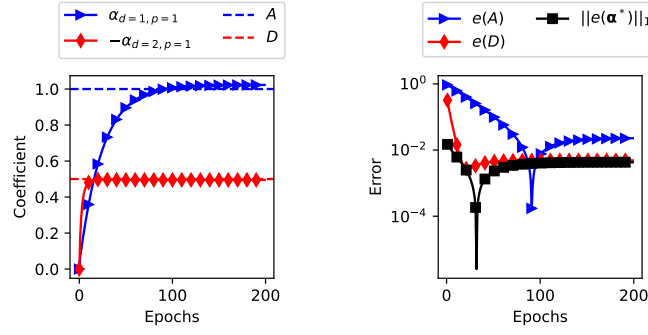 α_{d=1, p=1}
−α_{d=2, p=1}
A
D
1.0
0.8
0.6
0.4
0.2
0.0
0
100
200
Coefficient
Epochs
e(A)
e(D)
||e(α*)||₁
10⁰
10⁻²
10⁻⁴
0
100
200
Error
Epochs